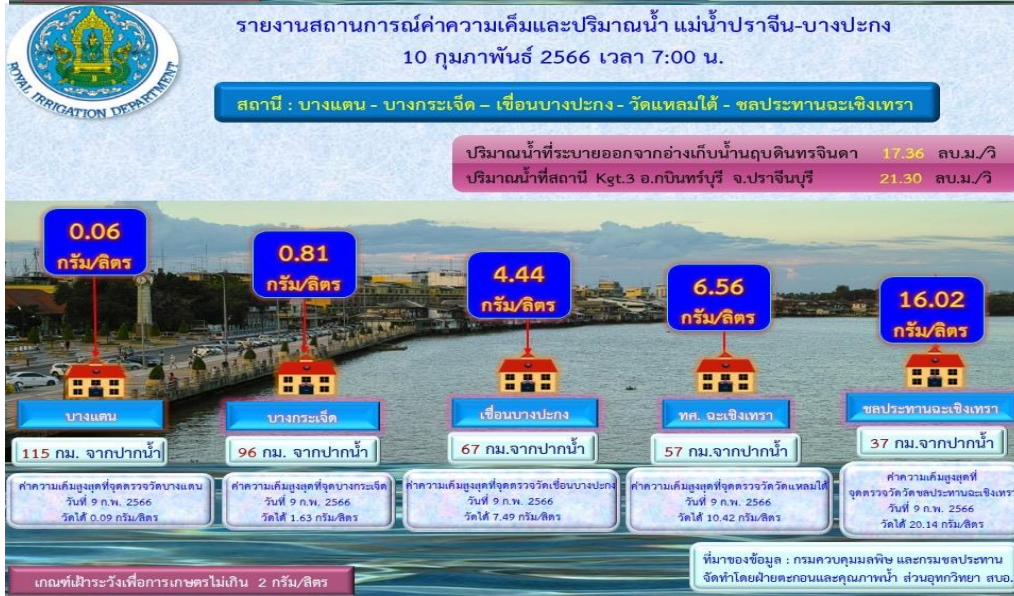 รายงานสถานการณ์ค่าความเค็มและปริมาณน้ำ แม่น้ำปราจีน-บางปะกง
10 กุมภาพันธ์ 2566 เวลา 7:00 น.
ROYAL IRRIGATION DEPARTMENT
สถานี : บางแตน - บางกระเจ็ด – เขื่อนบางปะกง - วัดแหลมใต้ - ชลประทานฉะเชิงเทรา
ปริมาณน้ำที่ระบายออกจากอ่างเก็บน้ำนฤบดินทรจินดา 17.36 ลบ.ม./วิ
ปริมาณน้ำที่สถานี Kgt.3 อ.กบินทร์บุรี จ.ปราจีนบุรี 21.30 ลบ.ม./วิ
0.06
กรัม/ลิตร
บางแตน
115 กม. จากปากน้ำ
ค่าความเค็มสูงสุดที่จุดตรวจวัดบางแตน
วันที่ 9 ก.พ. 2566
วัดได้ 0.09 กรัม/ลิตร
0.81
กรัม/ลิตร
บางกระเจ็ด
96 กม. จากปากน้ำ
ค่าความเค็มสูงสุดที่จุดบางกระเจ็ด
วันที่ 9 ก.พ. 2566
วัดได้ 1.63 กรัม/ลิตร
4.44
กรัม/ลิตร
เขื่อนบางปะกง
67 กม.จากปากน้ำ
ค่าความเค็มสูงสุดที่จุดตรวจวัดเขื่อนบางปะกง
วันที่ 9 ก.พ. 2566
วัดได้ 7.49 กรัม/ลิตร
6.56
กรัม/ลิตร
ทศ. ฉะเชิงเทรา
57 กม. จากปากน้ำ
ค่าความเค็มสูงสุดที่จุดตรวจวัดวัดแหลมใต้
วันที่ 9 ก.พ. 2566
วัดได้ 10.42 กรัม/ลิตร
16.02
กรัม/ลิตร
ชลประทานฉะเชิงเทรา
37 กม.จากปากน้ำ
ค่าความเค็มสูงสุดที่
จุดตรวจวัดวัดชลประทานฉะเชิงเทรา
วันที่ 9 ก.พ. 2566
วัดได้ 20.14 กรัม/ลิตร
เกณฑ์เฝ้าระวังเพื่อการเกษตรไม่เกิน 2 กรัม/ลิตร
ที่มาของข้อมูล : กรมควบคุมมลพิษ และกรมชลประทาน
จัดทำโดยฝ่ายตะกอนและคุณภาพน้ำ ส่วนอุทกวิทยา สบอ.